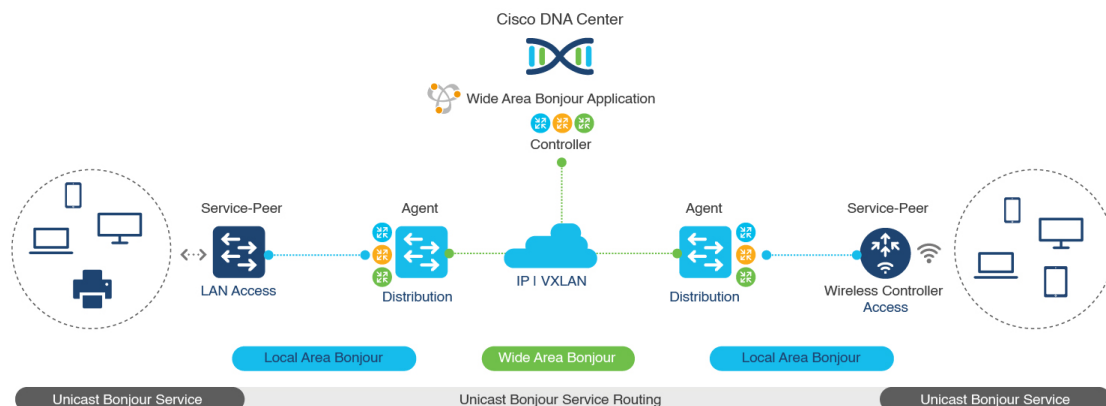 Cisco DNA Center
Wide Area Bonjour Application
Controller
Service-Peer
Agent
Agent
Service-Peer
LAN Access
Distribution
IP | VXLAN
Distribution
Wireless Controller
Access
Local Area Bonjour
Wide Area Bonjour
Local Area Bonjour
Unicast Bonjour Service
Unicast Bonjour Service Routing
Unicast Bonjour Service